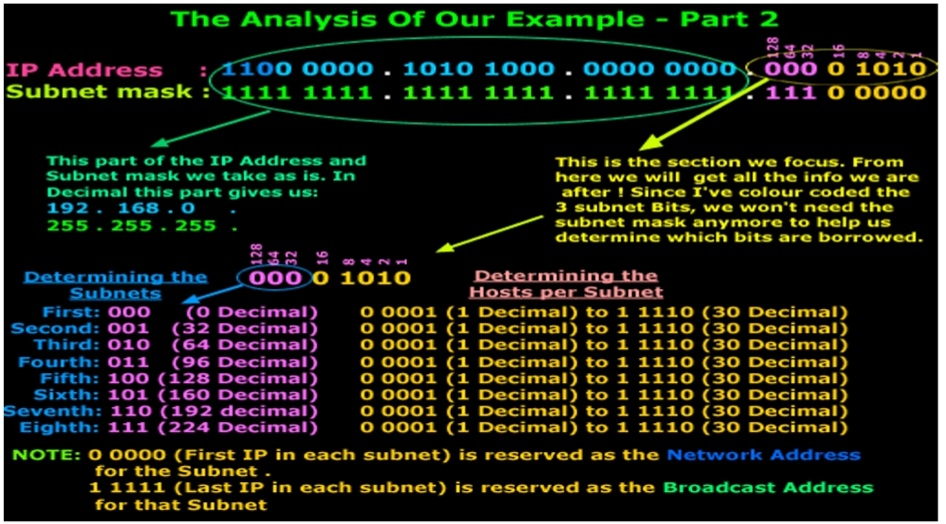 The Analysis Of Our Example - Part 2
128 64 32 16 8 4 2 1
IP Address : 1100 0000 . 1010 1000 . 0000 0000 . 000 0 1010
Subnet mask : 1111 1111 . 1111 1111 . 1111 1111 . 111 0 0000
This part of the IP Address and
Subnet mask we take as is. In
Decimal this part gives us:
192 . 168 . 0 .
255 . 255 . 255 .
This is the section we focus. From
here we will get all the info we are
after ! Since I've colour coded the
3 subnet Bits, we won't need the
subnet mask anymore to help us
determine which bits are borrowed.
128 64 32 16 8 4 2 1
000 0 1010
Determining the
Subnets
Determining the
Hosts per Subnet
First: 000 (0 Decimal) 0 0001 (1 Decimal) to 1 1110 (30 Decimal)
Second: 001 (32 Decimal) 0 0001 (1 Decimal) to 1 1110 (30 Decimal)
Third: 010 (64 Decimal) 0 0001 (1 Decimal) to 1 1110 (30 Decimal)
Fourth: 011 (96 Decimal) 0 0001 (1 Decimal) to 1 1110 (30 Decimal)
Fifth: 100 (128 Decimal) 0 0001 (1 Decimal) to 1 1110 (30 Decimal)
Sixth: 101 (160 Decimal) 0 0001 (1 Decimal) to 1 1110 (30 Decimal)
Seventh: 110 (192 decimal) 0 0001 (1 Decimal) to 1 1110 (30 Decimal)
Eighth: 111 (224 Decimal) 0 0001 (1 Decimal) to 1 1110 (30 Decimal)
NOTE: 0 0000 (First IP in each subnet) is reserved as the Network Address
for the Subnet .
1 1111 (Last IP in each subnet) is reserved as the Broadcast Address
for that Subnet